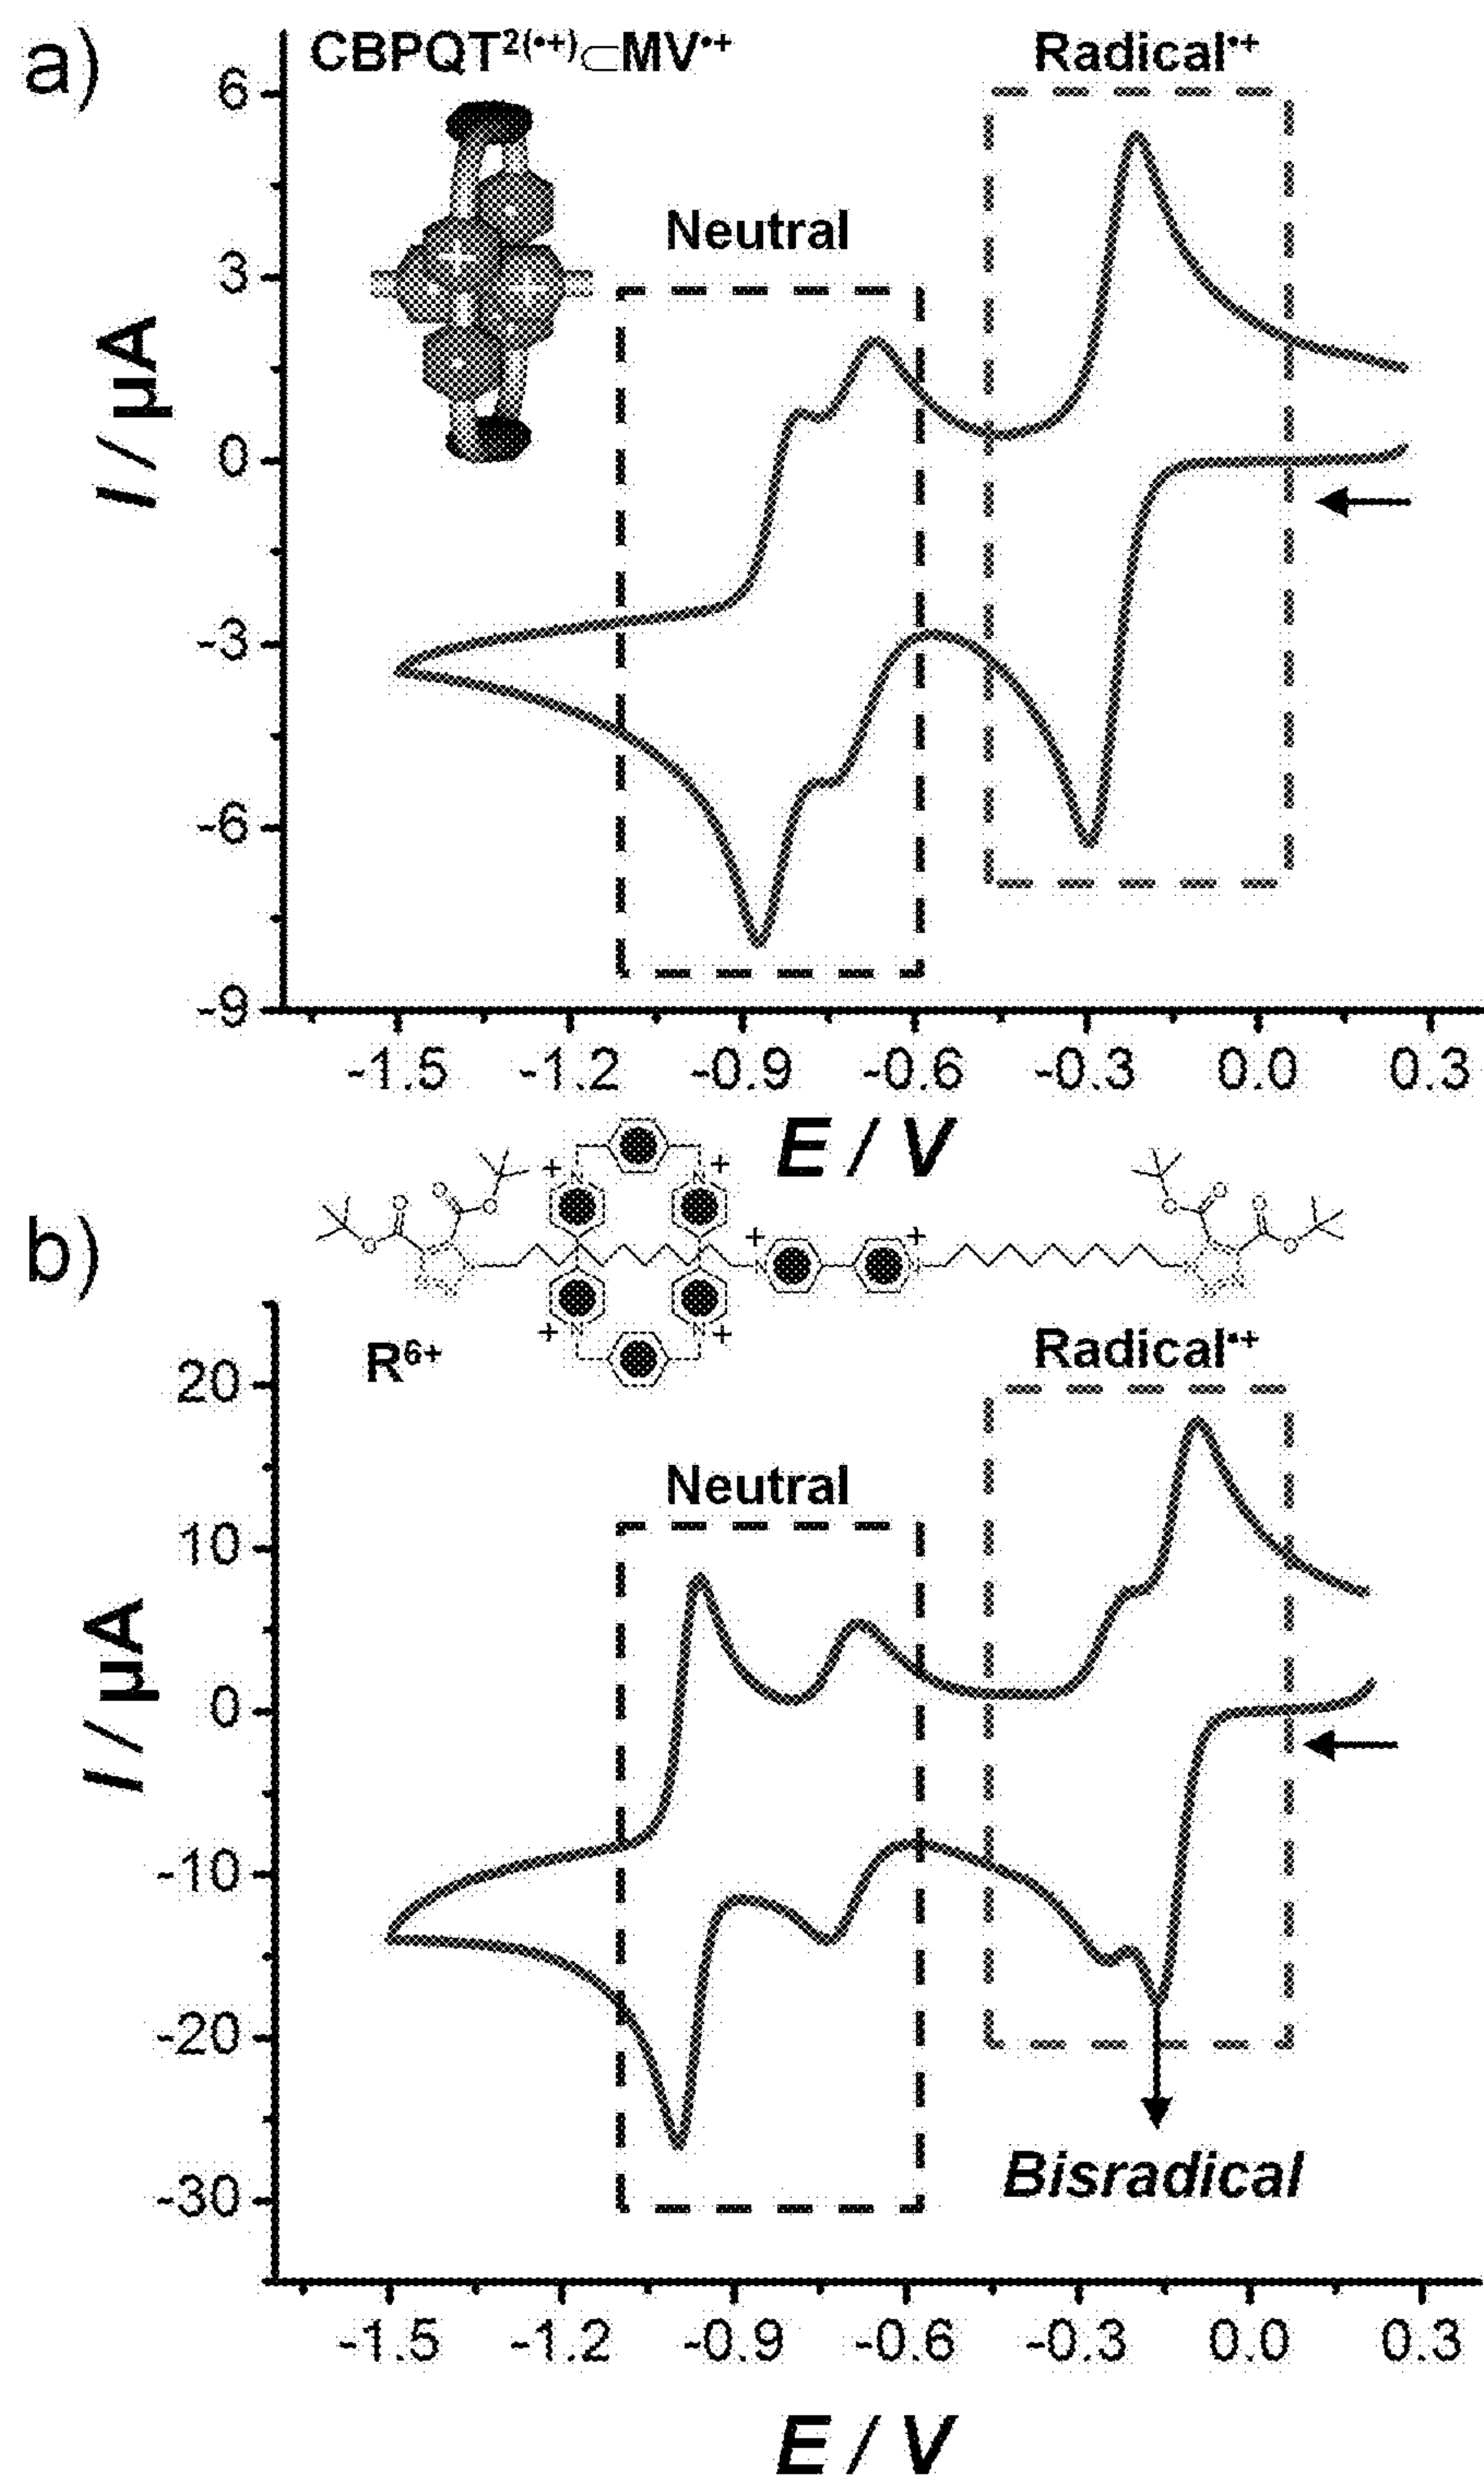 a)
CBPQT2(•+)⊂MV•+
Radical•+
Neutral
6
3
0
-3
-6
-9
I / µA
-1.5 -1.2 -0.9 -0.6 -0.3 0.0 0.3
E / V
b)
R6+
Radical•+
Neutral
20
10
0
-10
-20
-30
I / µA
Bisradical
-1.5 -1.2 -0.9 -0.6 -0.3 0.0 0.3
E / V